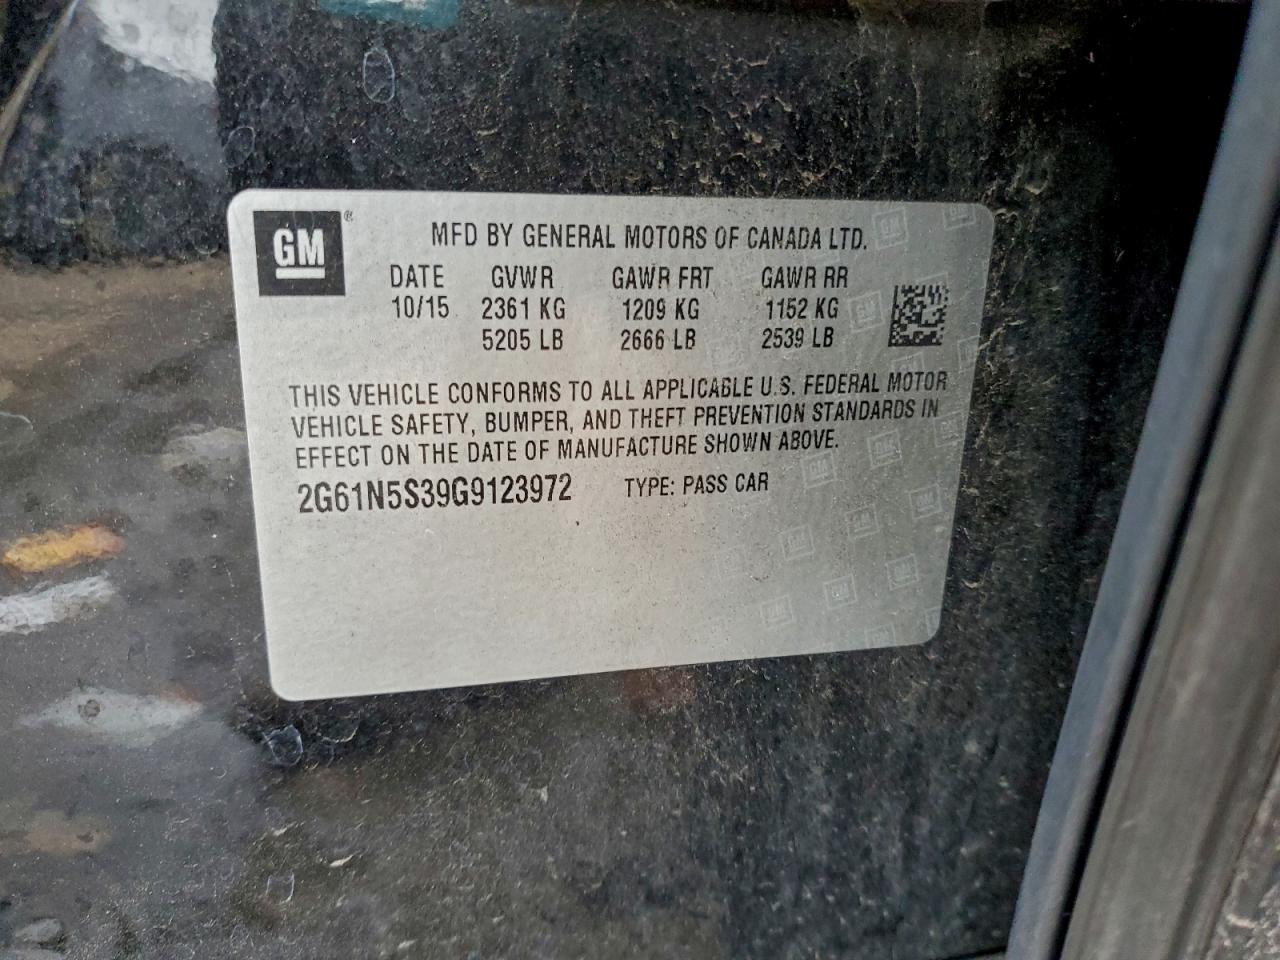 GM ®
MFD BY GENERAL MOTORS OF CANADA LTD.
DATE GVWR GAWR FRT GAWR RR
10/15 2361 KG 1209 KG 1152 KG
5205 LB 2666 LB 2539 LB
THIS VEHICLE CONFORMS TO ALL APPLICABLE U.S. FEDERAL MOTOR
VEHICLE SAFETY, BUMPER, AND THEFT PREVENTION STANDARDS IN
EFFECT ON THE DATE OF MANUFACTURE SHOWN ABOVE.
2G61N5S39G9123972 TYPE: PASS CAR